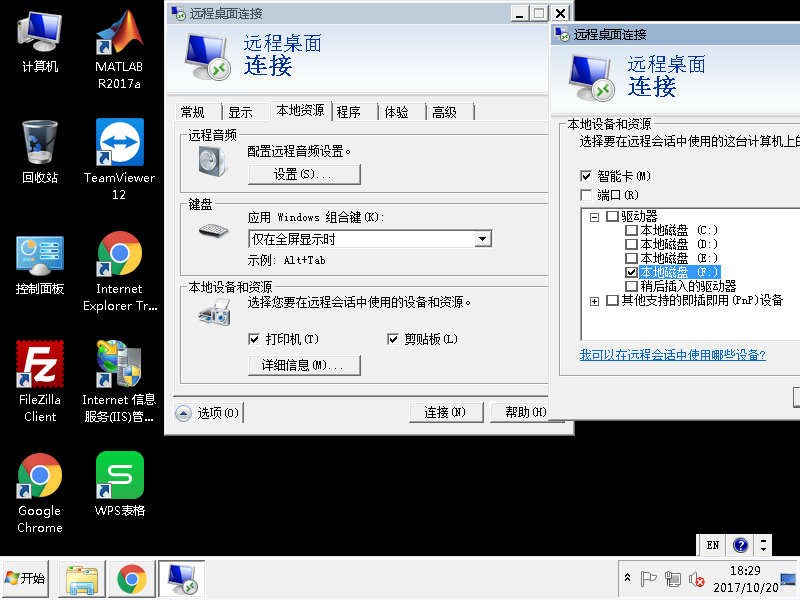 计算机
MATLAB
R2017a
回收站
TeamViewer
12
控制面板
Internet
Explorer Tr...
FileZilla
Client
Internet 信息
服务(IIS)管...
Google
Chrome
WPS表格
远程桌面连接
远程桌面
连接
常规 显示 本地资源 程序 体验 高级
远程音频
配置远程音频设置。
设置(S)...
键盘
应用 Windows 组合键(K):
仅在全屏显示时
示例: Alt+Tab
本地设备和资源
选择您要在远程会话中使用的设备和资源。
打印机(T) 剪贴板(L)
详细信息(M)...
选项(O) 连接(N) 帮助(H)
远程桌面连接
远程桌面
连接
本地设备和资源
选择要在远程会话中使用的这台计算机上的
智能卡(M)
端口(R)
驱动器
本地磁盘 (C:)
本地磁盘 (D:)
本地磁盘 (E:)
本地磁盘 (F:)
稍后插入的驱动器
其他支持的即插即用(PnP)设备
我可以在远程会话中使用哪些设备?
EN
开始
18:29
2017/10/20